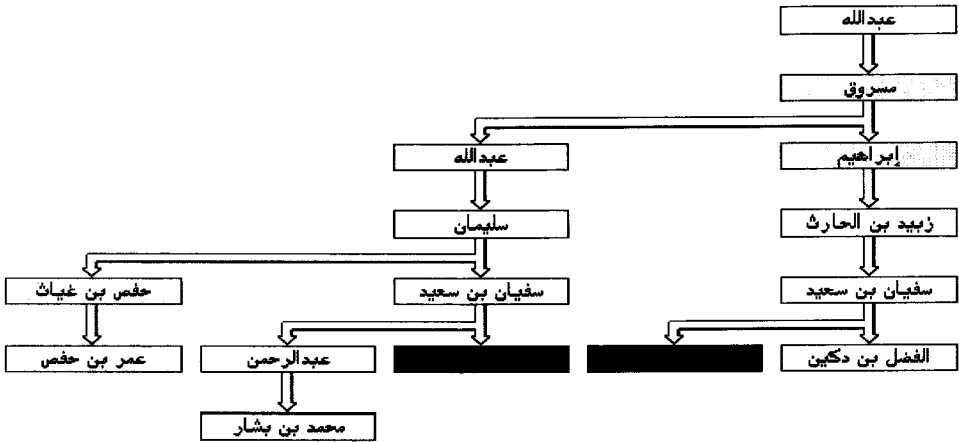 عبدالله
مسروق
إبراهيم
عبدالله
زبيد بن الحارث
سليمان
سفيان بن سعيد
سفيان بن سعيد
حفص بن غياث
الفضل بن دكين
عبدالرحمن
عمر بن حفص
محمد بن بشار